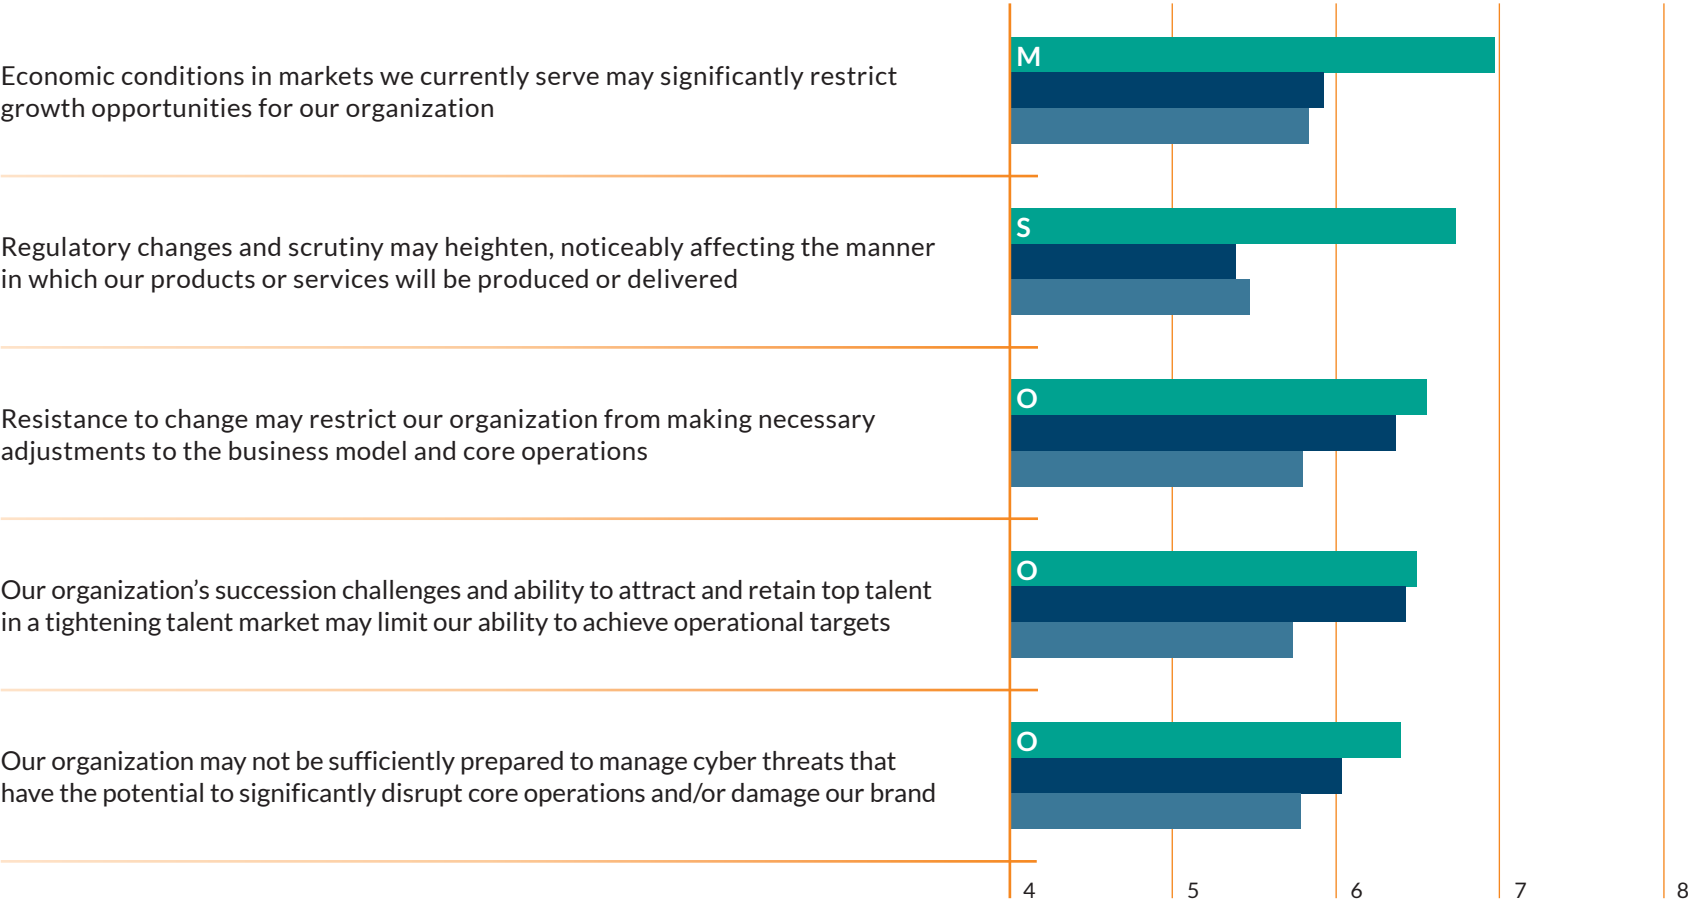 M
Economic conditions in markets we currently serve may significantly restrict
growth opportunities for our organization
S
Regulatory changes and scrutiny may heighten, noticeably affecting the manner
in which our products or services will be produced or delivered
O
Resistance to change may restrict our organization from making necessary
adjustments to the business model and core operations
O
Our organization’s succession challenges and ability to attract and retain top talent
in a tightening talent market may limit our ability to achieve operational targets
O
Our organization may not be sufficiently prepared to manage cyber threats that
have the potential to significantly disrupt core operations and/or damage our brand
4 5 6 7 8